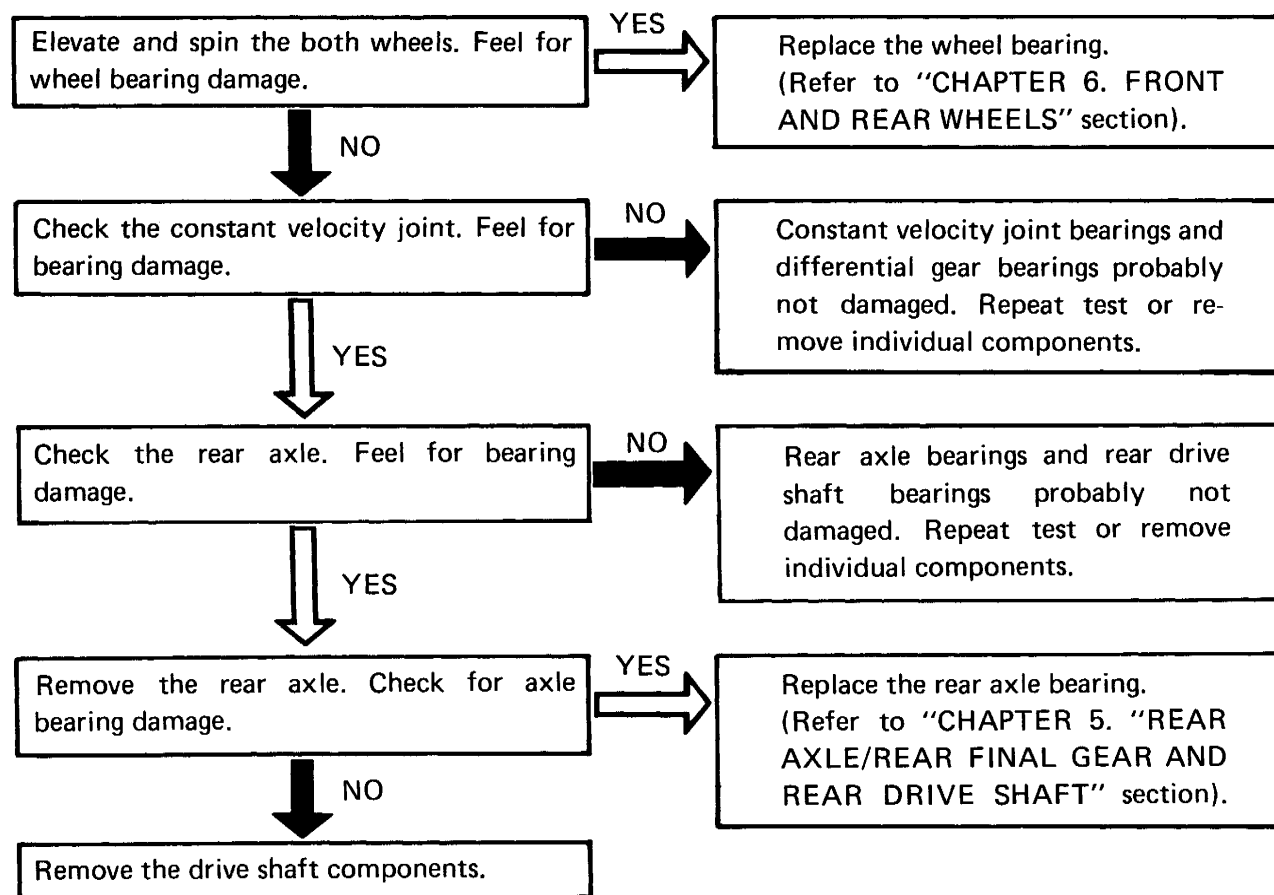 Elevate and spin the both wheels. Feel for
wheel bearing damage.
YES
Replace the wheel bearing.
(Refer to "CHAPTER 6. FRONT
AND REAR WHEELS" section).
NO
Check the constant velocity joint. Feel for
bearing damage.
NO
Constant velocity joint bearings and
differential gear bearings probably
not damaged. Repeat test or re-
move individual components.
YES
Check the rear axle. Feel for bearing
damage.
NO
Rear axle bearings and rear drive
shaft bearings probably not
damaged. Repeat test or remove
individual components.
YES
Remove the rear axle. Check for axle
bearing damage.
YES
Replace the rear axle bearing.
(Refer to "CHAPTER 5. "REAR
AXLE/REAR FINAL GEAR AND
REAR DRIVE SHAFT" section).
NO
Remove the drive shaft components.